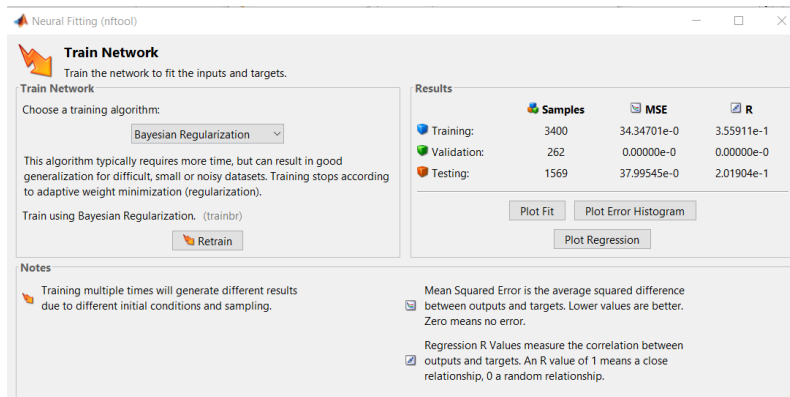 Neural Fitting (nftool)
Train Network
Train the network to fit the inputs and targets.
Train Network
Choose a training algorithm:
Bayesian Regularization
This algorithm typically requires more time, but can result in good
generalization for difficult, small or noisy datasets. Training stops according
to adaptive weight minimization (regularization).
Train using Bayesian Regularization. (trainbr)
Retrain
Results
Samples MSE R
Training: 3400 34.34701e-0 3.55911e-1
Validation: 262 0.00000e-0 0.00000e-0
Testing: 1569 37.99545e-0 2.01904e-1
Plot Fit Plot Error Histogram
Plot Regression
Notes
Training multiple times will generate different results
due to different initial conditions and sampling.
Mean Squared Error is the average squared difference
between outputs and targets. Lower values are better.
Zero means no error.
Regression R Values measure the correlation between
outputs and targets. An R value of 1 means a close
relationship, 0 a random relationship.